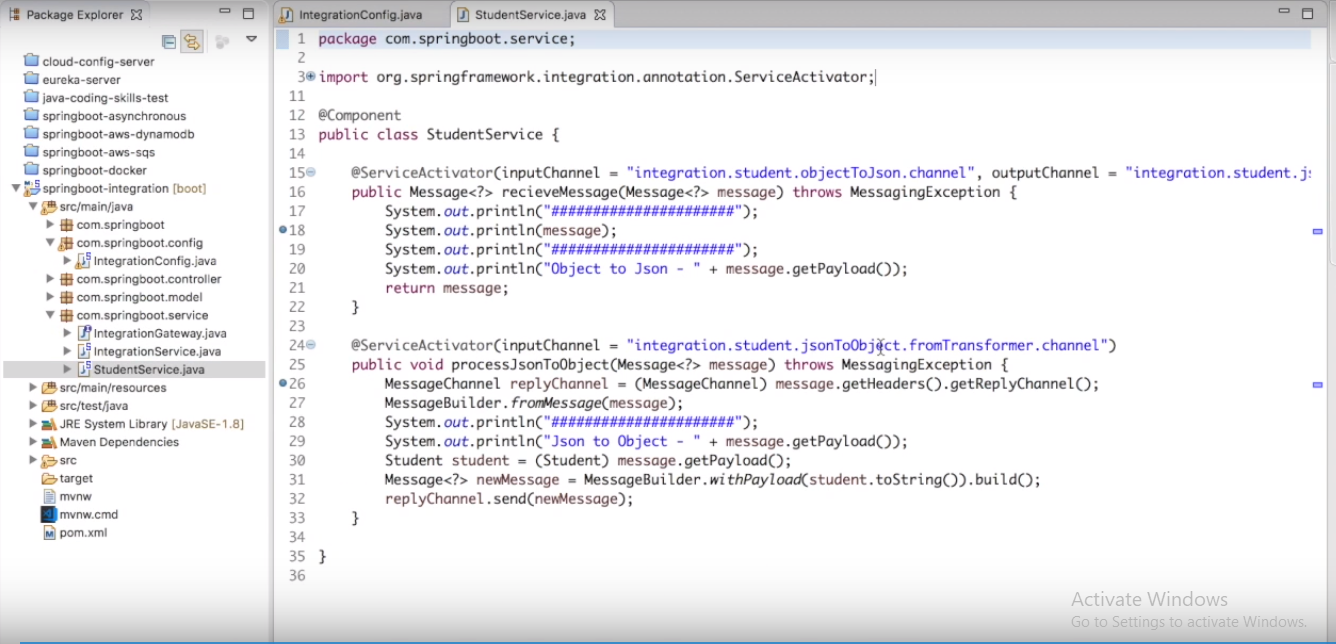 Package Explorer
IntegrationConfig.java
StudentService.java
cloud-config-server
eureka-server
java-coding-skills-test
springboot-asynchronous
springboot-aws-dynamodb
springboot-aws-sqs
springboot-docker
springboot-integration [boot]
src/main/java
com.springboot
com.springboot.config
IntegrationConfig.java
com.springboot.controller
com.springboot.model
com.springboot.service
IntegrationGateway.java
IntegrationService.java
StudentService.java
src/main/resources
src/test/java
JRE System Library [JavaSE-1.8]
Maven Dependencies
src
target
mvnw
mvnw.cmd
pom.xml
1 package com.springboot.service;
2
3 import org.springframework.integration.annotation.ServiceActivator;
11
12 @Component
13 public class StudentService {
14
15 @ServiceActivator(inputChannel = "integration.student.objectToJson.channel", outputChannel = "integration.student.js
16 public Message<?> recieveMessage(Message<?> message) throws MessagingException {
17 System.out.println("######################");
18 System.out.println(message);
19 System.out.println("######################");
20 System.out.println("Object to Json - " + message.getPayload());
21 return message;
22 }
23
24 @ServiceActivator(inputChannel = "integration.student.jsonToObject.fromTransformer.channel")
25 public void processJsonToObject(Message<?> message) throws MessagingException {
26 MessageChannel replyChannel = (MessageChannel) message.getHeaders().getReplyChannel();
27 MessageBuilder.fromMessage(message);
28 System.out.println("######################");
29 System.out.println("Json to Object - " + message.getPayload());
30 Student student = (Student) message.getPayload();
31 Message<?> newMessage = MessageBuilder.withPayload(student.toString()).build();
32 replyChannel.send(newMessage);
33 }
34
35 }
36
Activate Windows
Go to Settings to activate Windows.